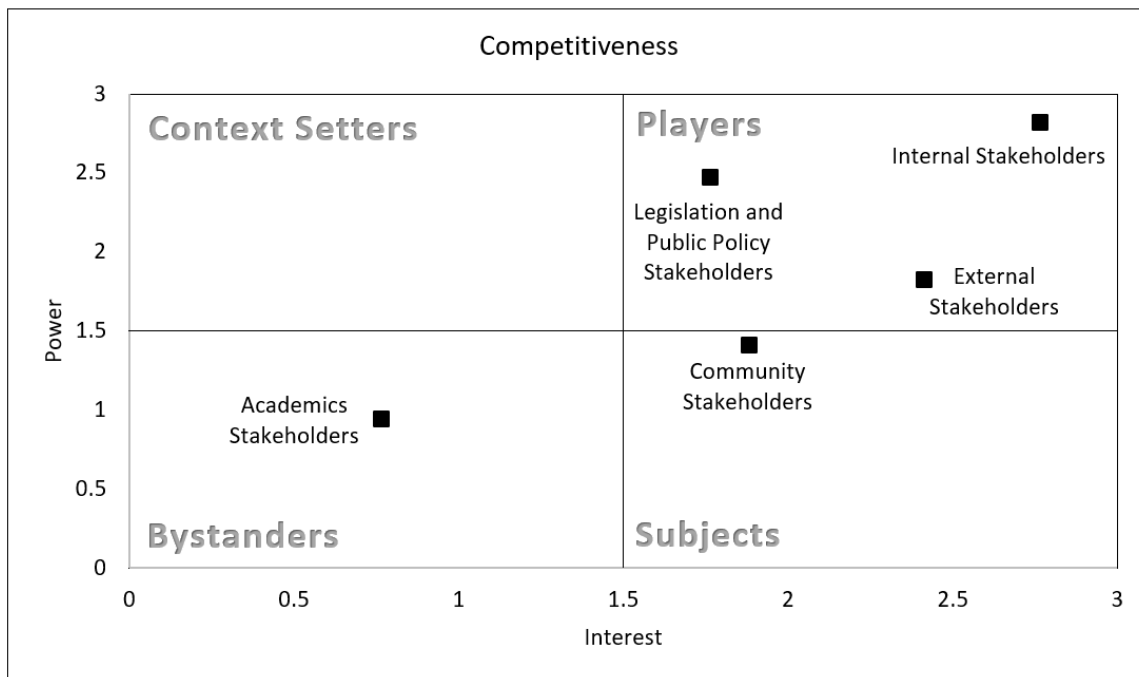 Competitiveness
3
Context Setters
Players
Internal Stakeholders
2.5
Legislation and
Public Policy
Stakeholders
2
External
Stakeholders
Power
1.5
Community
Stakeholders
Academics
Stakeholders
1
0.5
Bystanders
Subjects
0
0 0.5 1 1.5 2 2.5 3
Interest